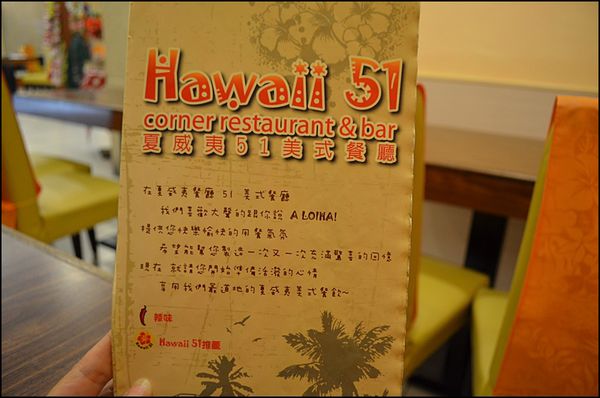 Hawaii 51
corner restaurant & bar
夏威夷51美式餐廳
在夏威夷餐廳 51 美式餐廳
我們喜歡大聲的跟你說 ALOHA!
提供您快樂愉快的用餐氣氛
希望能幫您製造一次又一次充滿驚喜的回憶
現在 就請您開始準備活潑的心情
享用我們最道地的夏威夷美式餐飲~
辣味
Hawaii 51推薦